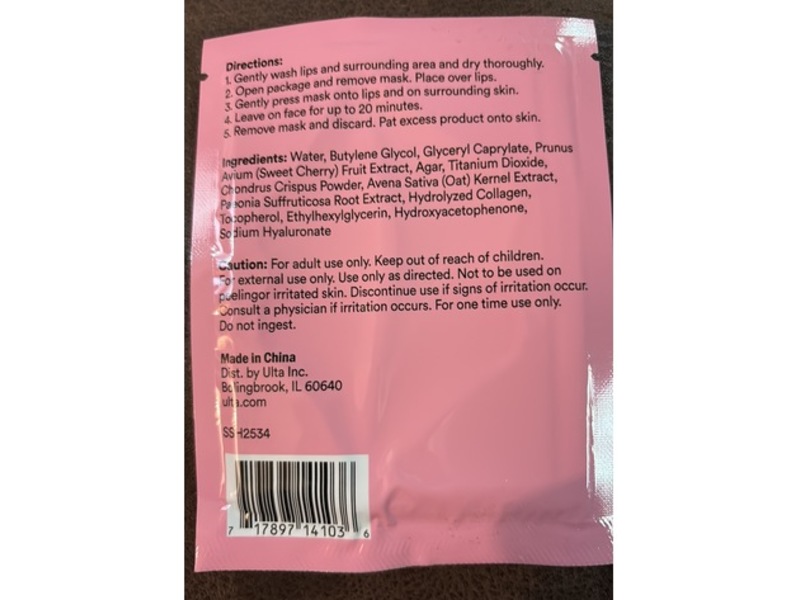 Directions:
1. Gently wash lips and surrounding area and dry thoroughly.
2. Open package and remove mask. Place over lips.
3. Gently press mask onto lips and on surrounding skin.
4. Leave on face for up to 20 minutes.
5. Remove mask and discard. Pat excess product onto skin.
Ingredients: Water, Butylene Glycol, Glyceryl Caprylate, Prunus
Avium (Sweet Cherry) Fruit Extract, Agar, Titanium Dioxide,
Chondrus Crispus Powder, Avena Sativa (Oat) Kernel Extract,
Paeonia Suffruticosa Root Extract, Hydrolyzed Collagen,
Tocopherol, Ethylhexylglycerin, Hydroxyacetophenone,
Sodium Hyaluronate
Caution: For adult use only. Keep out of reach of children.
For external use only. Use only as directed. Not to be used on
peelingor irritated skin. Discontinue use if signs of irritation occur.
Consult a physician if irritation occurs. For one time use only.
Do not ingest.
Made in China
Dist. by Ulta Inc.
Bolingbrook, IL 60640
ulta.com
SSH2534
7 17897 14103 6